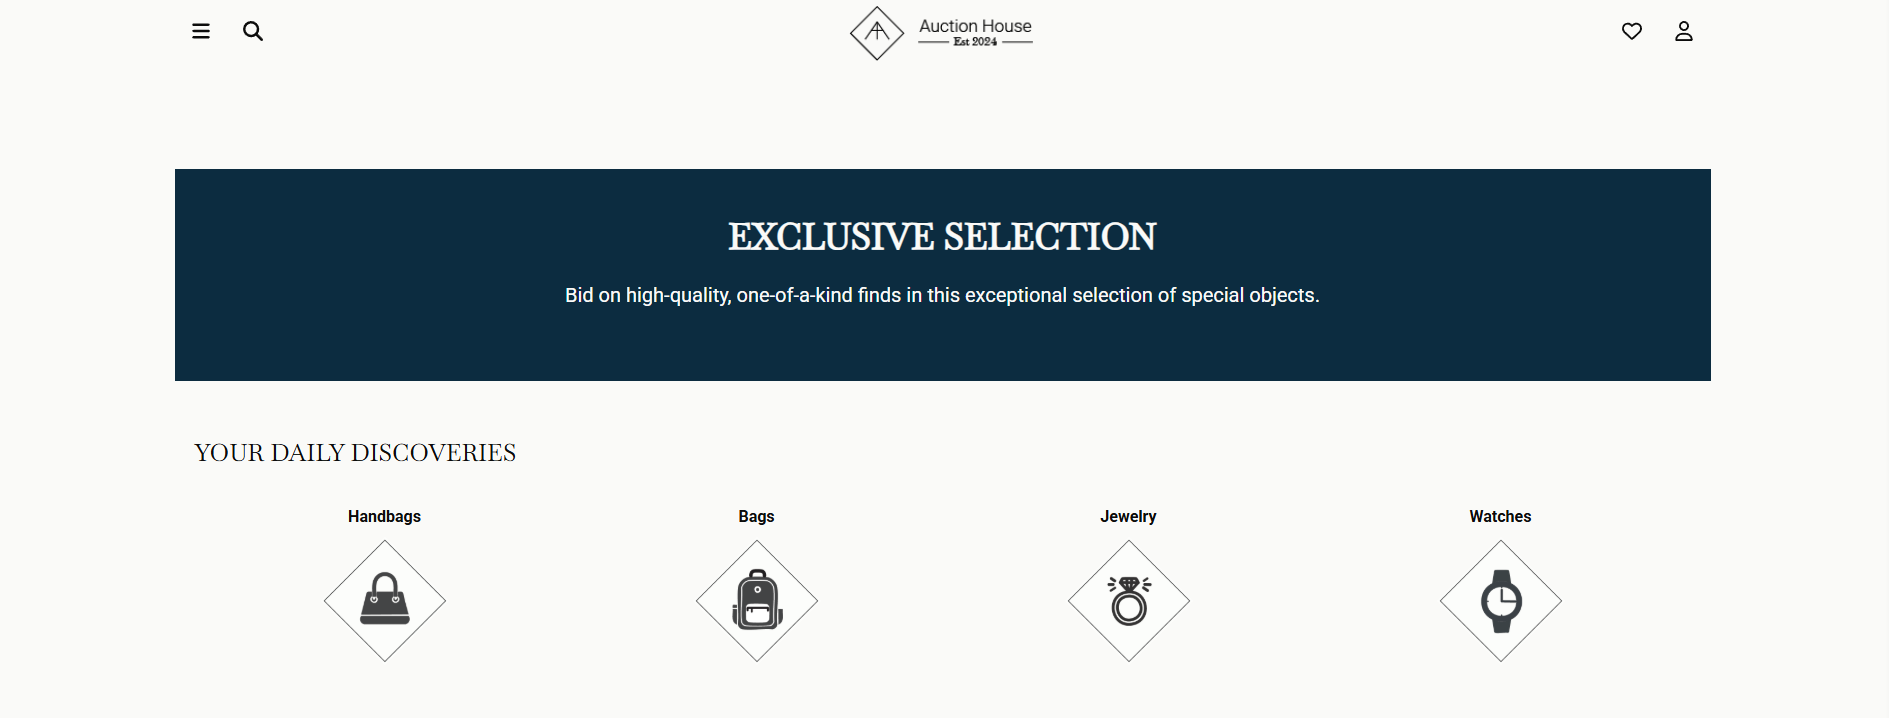 Auction House
Est 2024
EXCLUSIVE SELECTION
Bid on high-quality, one-of-a-kind finds in this exceptional selection of special objects.
YOUR DAILY DISCOVERIES
Handbags
Bags
Jewelry
Watches